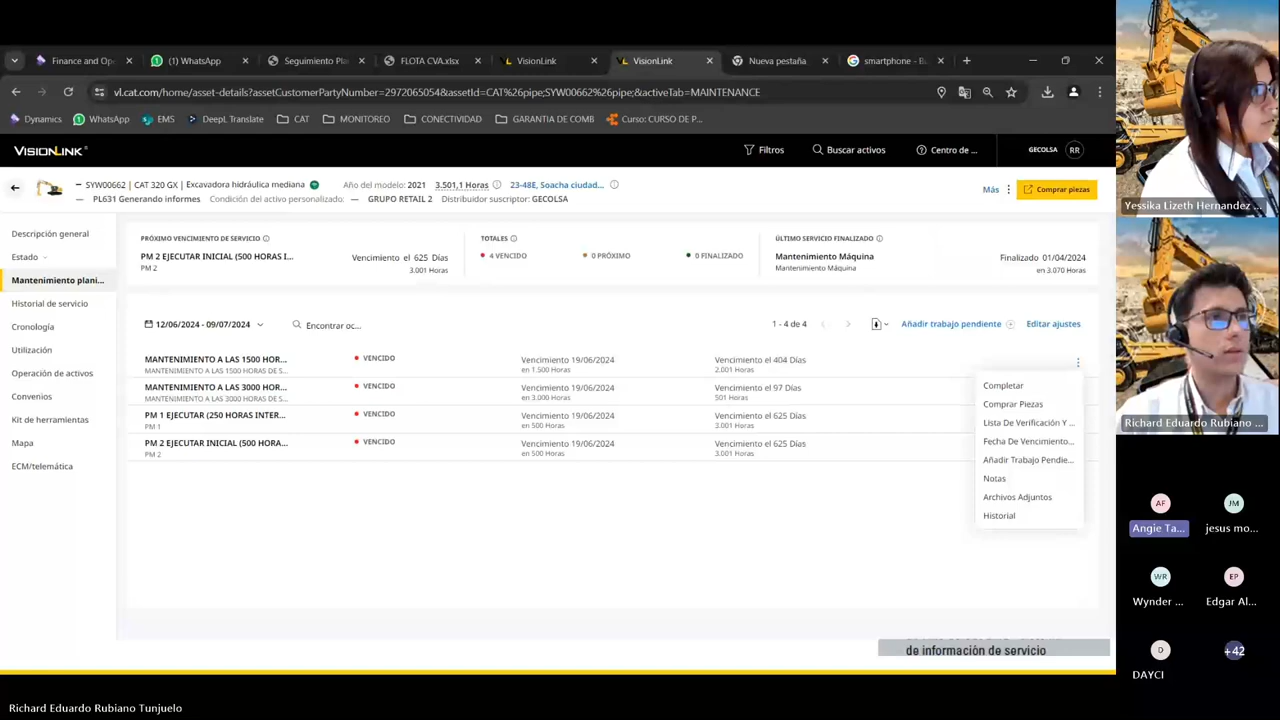 Finance and Op
(1) WhatsApp
Seguimiento Pla
FLOTA CVA.xlsx
VisionLink
VisionLink
Nueva pestaña
smartphone - B
vl.cat.com/home/asset-details?assetCustomerPartyNumber=2972065054&assetId=CAT%26pipe;SYW00662%26pipe;&activeTab=MAINTENANCE
Dynamics
WhatsApp
EMS
DeepL Translate
CAT
MONITOREO
CONECTIVIDAD
GARANTIA DE COMB
Curso: CURSO DE P...
VISIONLINK®
Filtros
Buscar activos
Centro de ...
GECOLSA
RR
— SYW00662 | CAT 320 GX | Excavadora hidráulica mediana
Año del modelo: 2021
3.501,1 Horas
23-48E, Soacha ciudad...
Más
Comprar piezas
— PL631 Generando informes
Condición del activo personalizado: —
GRUPO RETAIL 2
Distribuidor suscriptor: GECOLSA
Descripción general
Estado
Mantenimiento plani...
Historial de servicio
Cronología
Utilización
Operación de activos
Convenios
Kit de herramientas
Mapa
ECM/telemática
PRÓXIMO VENCIMIENTO DE SERVICIO
PM 2 EJECUTAR INICIAL (500 HORAS I...
PM 2
Vencimiento el 625 Días
3.001 Horas
TOTALES
4 VENCIDO
0 PRÓXIMO
0 FINALIZADO
ÚLTIMO SERVICIO FINALIZADO
Mantenimiento Máquina
Mantenimiento Máquina
Finalizado 01/04/2024
en 3.070 Horas
12/06/2024 - 09/07/2024
Encontrar oc...
1 - 4 de 4
Añadir trabajo pendiente
Editar ajustes
MANTENIMIENTO A LAS 1500 HOR...
MANTENIMIENTO A LAS 1500 HORAS DE S...
VENCIDO
Vencimiento 19/06/2024
en 1.500 Horas
Vencimiento el 404 Días
2.001 Horas
MANTENIMIENTO A LAS 3000 HOR...
MANTENIMIENTO A LAS 3000 HORAS DE S...
VENCIDO
Vencimiento 19/06/2024
en 3.000 Horas
Vencimiento el 97 Días
501 Horas
PM 1 EJECUTAR (250 HORAS INTER...
PM 1
VENCIDO
Vencimiento 19/06/2024
en 500 Horas
Vencimiento el 625 Días
3.001 Horas
PM 2 EJECUTAR INICIAL (500 HORA...
PM 2
VENCIDO
Vencimiento 19/06/2024
en 500 Horas
Vencimiento el 625 Días
3.001 Horas
Completar
Comprar Piezas
Lista De Verificación Y ...
Fecha De Vencimiento...
Añadir Trabajo Pendie...
Notas
Archivos Adjuntos
Historial
de información de servicio
Yessika Lizeth Hernandez ...
Richard Eduardo Rubiano ...
AF
Angie Ta...
JM
jesus mo...
WR
Wynder ...
EP
Edgar Al...
D
DAYCI
+42
Richard Eduardo Rubiano Tunjuelo